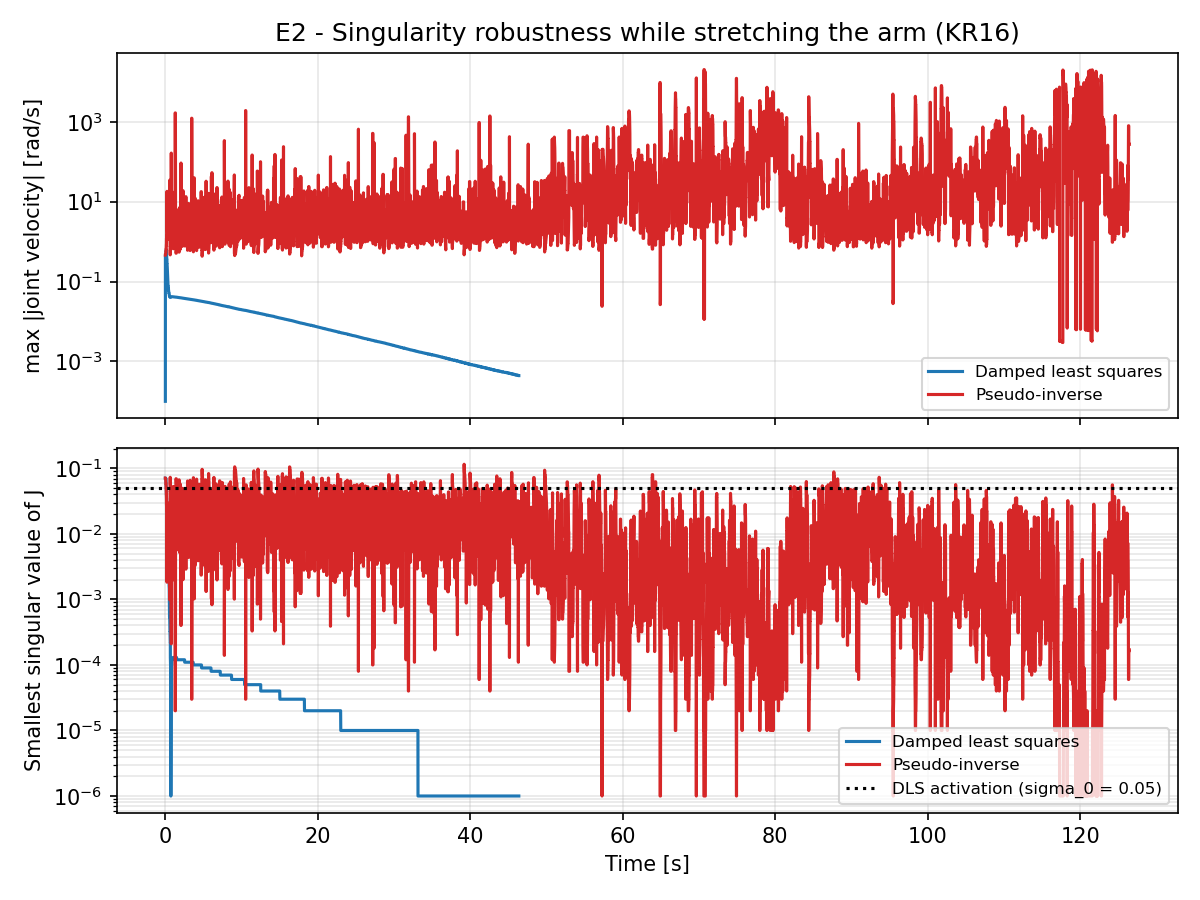 E2 - Singularity robustness while stretching the arm (KR16)
max |joint velocity| [rad/s]
10³
10¹
10⁻¹
10⁻³
Damped least squares
Pseudo-inverse
Smallest singular value of J
10⁻¹
10⁻²
10⁻³
10⁻⁴
10⁻⁵
10⁻⁶
Damped least squares
Pseudo-inverse
DLS activation (sigma_0 = 0.05)
0 20 40 60 80 100 120
Time [s]